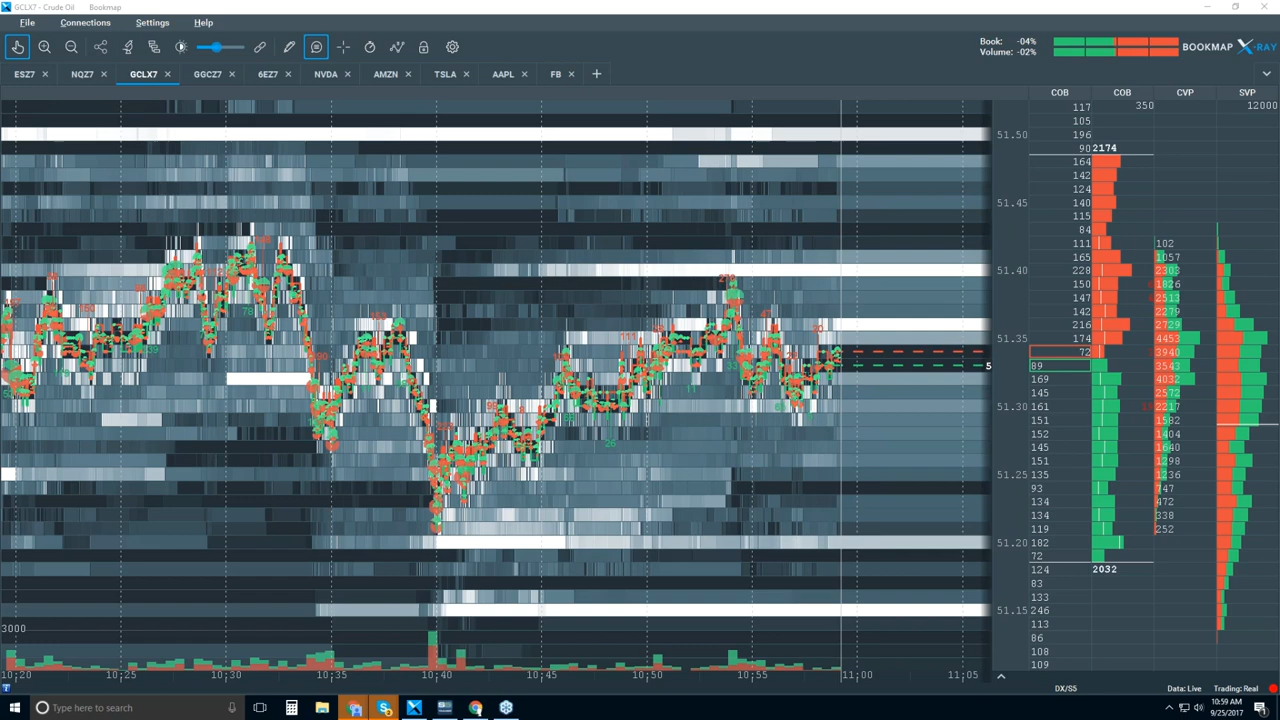 GCLX7 - Crude Oil Bookmap
File Connections Settings Help
Book: -04%
Volume: -02%
BOOKMAP X-RAY
ESZ7 NQZ7 GCLX7 GGCZ7 6EZ7 NVDA AMZN TSLA AAPL FB
COB COB CVP SVP
117 350 12000
105
51.50 196
90 2174
164
142
124
51.45 140
115
84
111 102
165 1057
51.40 228 2303
150 1826
147 2513
142 2279
216 2729
51.35 174 4453
72 3940
5 89 3543
169 4032
145 2572
51.30 161 2217
151 1582
152 1404
145 1640
151 1298
51.25 135 1236
93 747
134 472
134 338
119 252
51.20 182
72
124 2032
83
133
51.15 246
113
3000
86
108
109
10:20 10:25 10:30 10:35 10:40 10:45 10:50 10:55 11:00 11:05
DX/S5 Data: Live Trading: Real
Type here to search
10:59 AM
9/25/2017